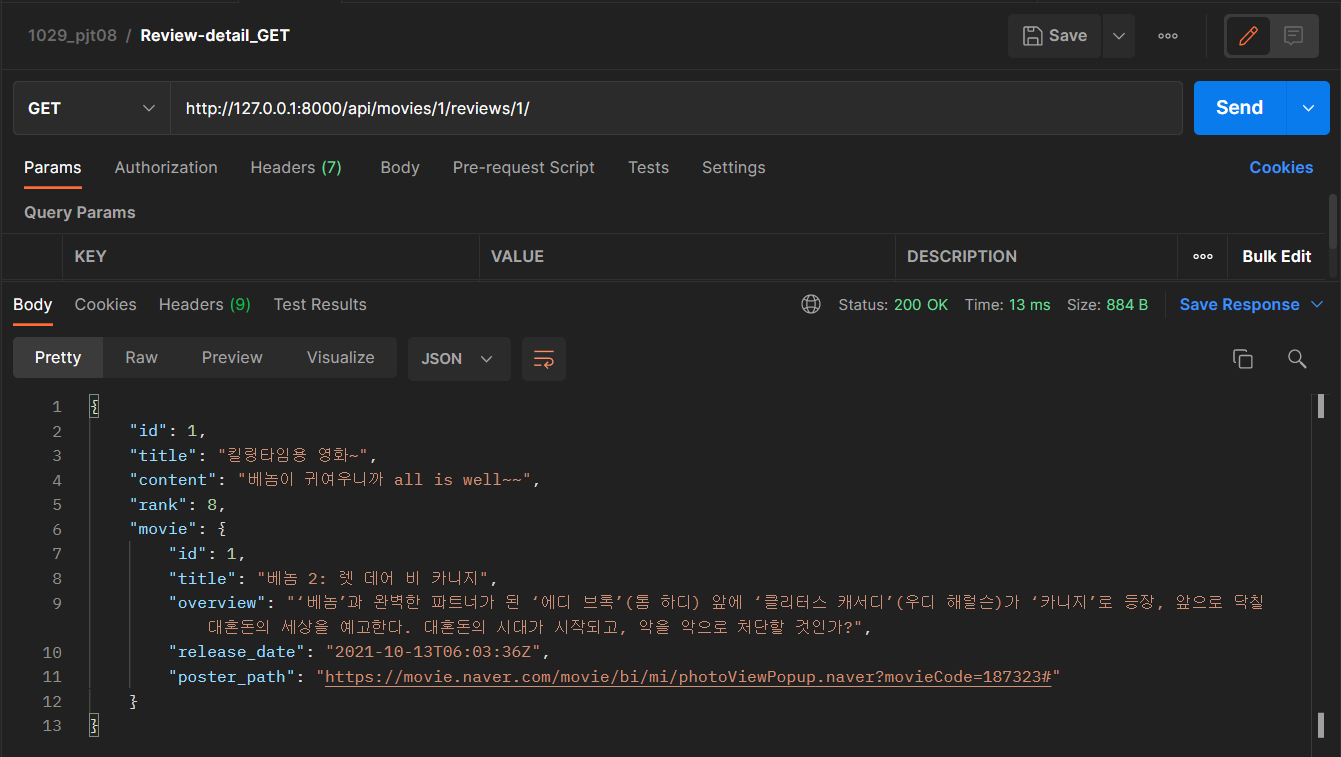 1029_pjt08 / Review-detail_GET Save
GET http://127.0.0.1:8000/api/movies/1/reviews/1/ Send
Params Authorization Headers (7) Body Pre-request Script Tests Settings Cookies
Query Params
KEY VALUE DESCRIPTION Bulk Edit
Body Cookies Headers (9) Test Results Status: 200 OK Time: 13 ms Size: 884 B Save Response
Pretty Raw Preview Visualize JSON
1 {
2 "id": 1,
3 "title": "킬링타임용 영화~",
4 "content": "베놈이 귀여우니까 all is well~~",
5 "rank": 8,
6 "movie": {
7 "id": 1,
8 "title": "베놈 2: 렛 데어 비 카니지",
9 "overview": "‘베놈’과 완벽한 파트너가 된 ‘에디 브록’(톰 하디) 앞에 ‘클리터스 캐서디’(우디 해럴슨)가 ‘카니지’로 등장, 앞으로 닥칠
대혼돈의 세상을 예고한다. 대혼돈의 시대가 시작되고, 악을 악으로 처단할 것인가?",
10 "release_date": "2021-10-13T06:03:36Z",
11 "poster_path": "https://movie.naver.com/movie/bi/mi/photoViewPopup.naver?movieCode=187323#"
12 }
13 }